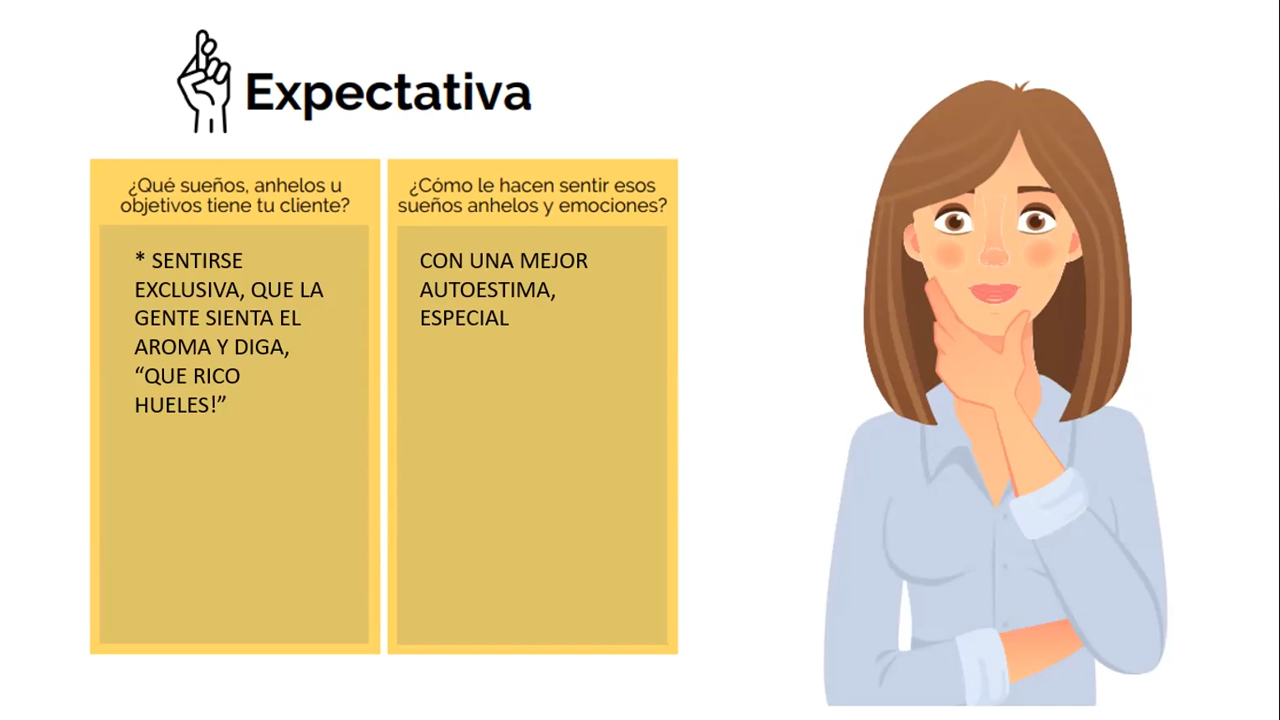 Expectativa
¿Qué sueños, anhelos u
objetivos tiene tu cliente?
* SENTIRSE
EXCLUSIVA, QUE LA
GENTE SIENTA EL
AROMA Y DIGA,
“QUE RICO
HUELES!”
¿Cómo le hacen sentir esos
sueños anhelos y emociones?
CON UNA MEJOR
AUTOESTIMA,
ESPECIAL